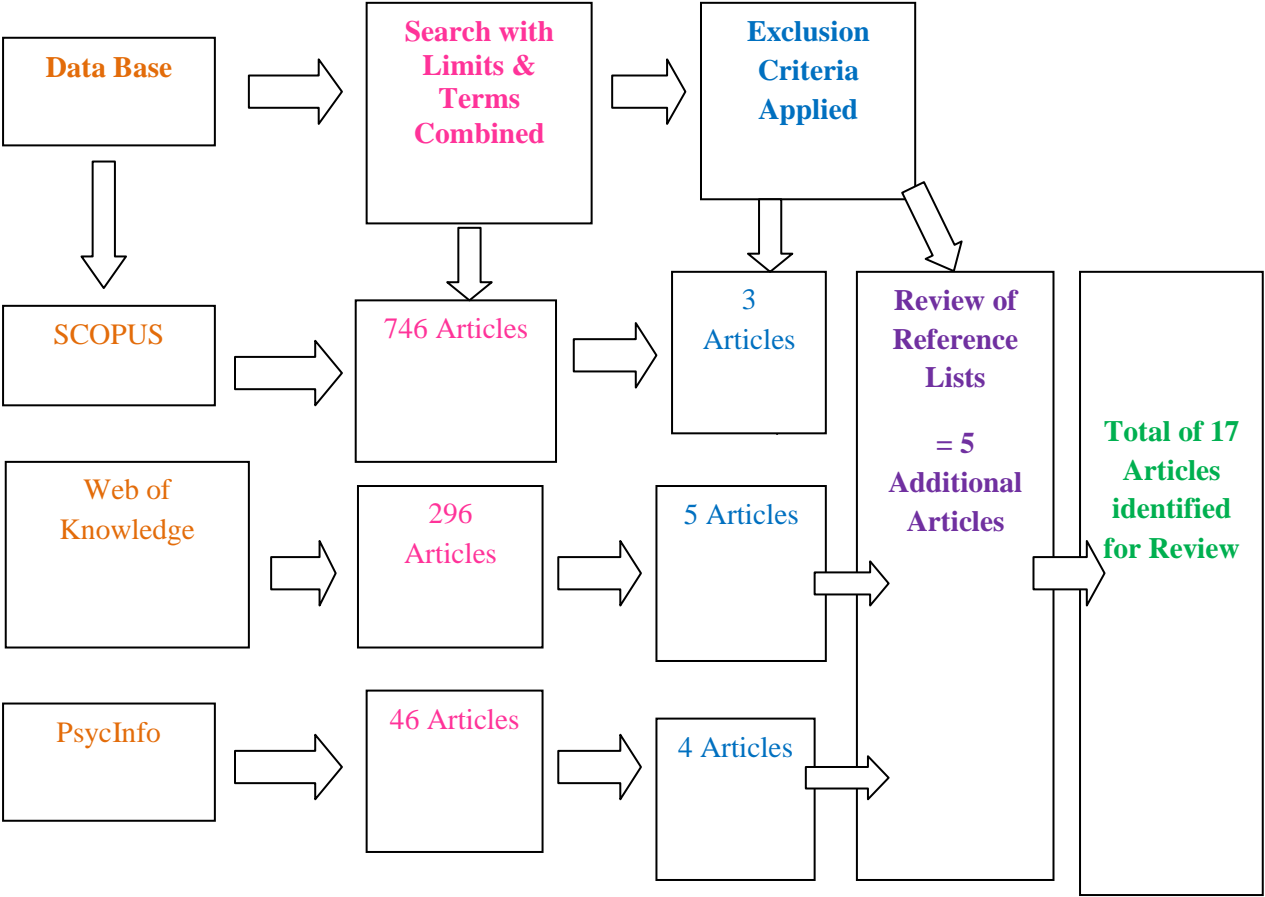 Data Base
Search with
Limits &
Terms
Combined
Exclusion
Criteria
Applied
SCOPUS
746 Articles
3
Articles
Review of
Reference
Lists
= 5
Additional
Articles
Total of 17
Articles
identified
for Review
Web of
Knowledge
296
Articles
5 Articles
PsycInfo
46 Articles
4 Articles